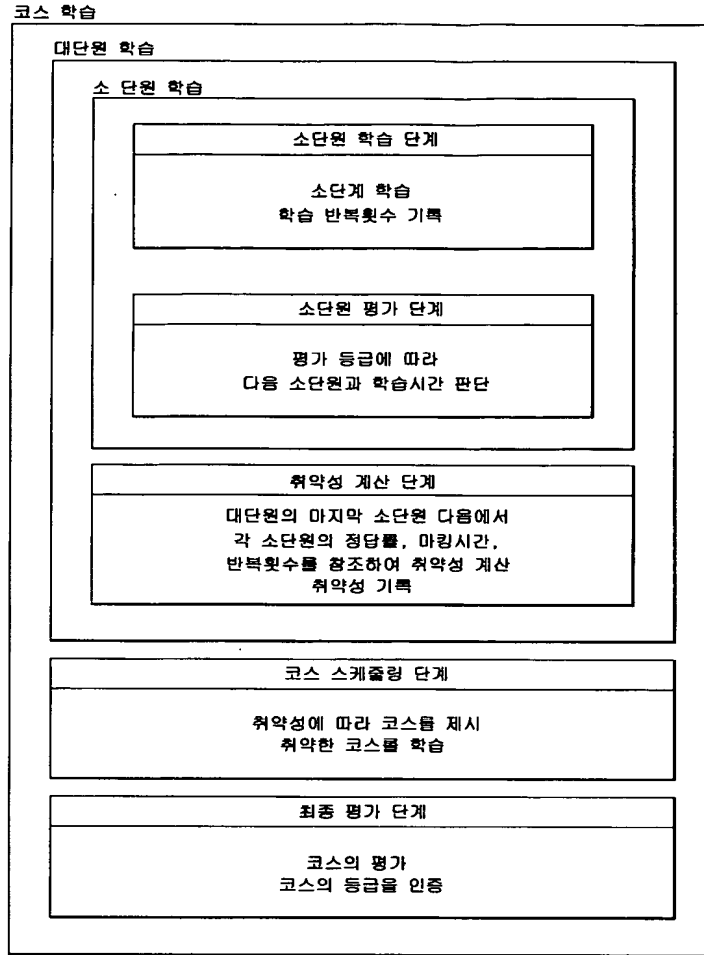 코스 학습
대단원 학습
소 단원 학습
소단원 학습 단계
소단계 학습
학습 반복횟수 기록
소단원 평가 단계
평가 등급에 따라
다음 소단원과 학습시간 판단
취약성 계산 단계
대단원의 마지막 소단원 다음에서
각 소단원의 정답률, 마킹시간,
반복횟수를 참조하여 취약성 계산
취약성 기록
코스 스케줄링 단계
취약성에 따라 코스를 제시
취약한 코스를 학습
최종 평가 단계
코스의 평가
코스의 등급을 인증